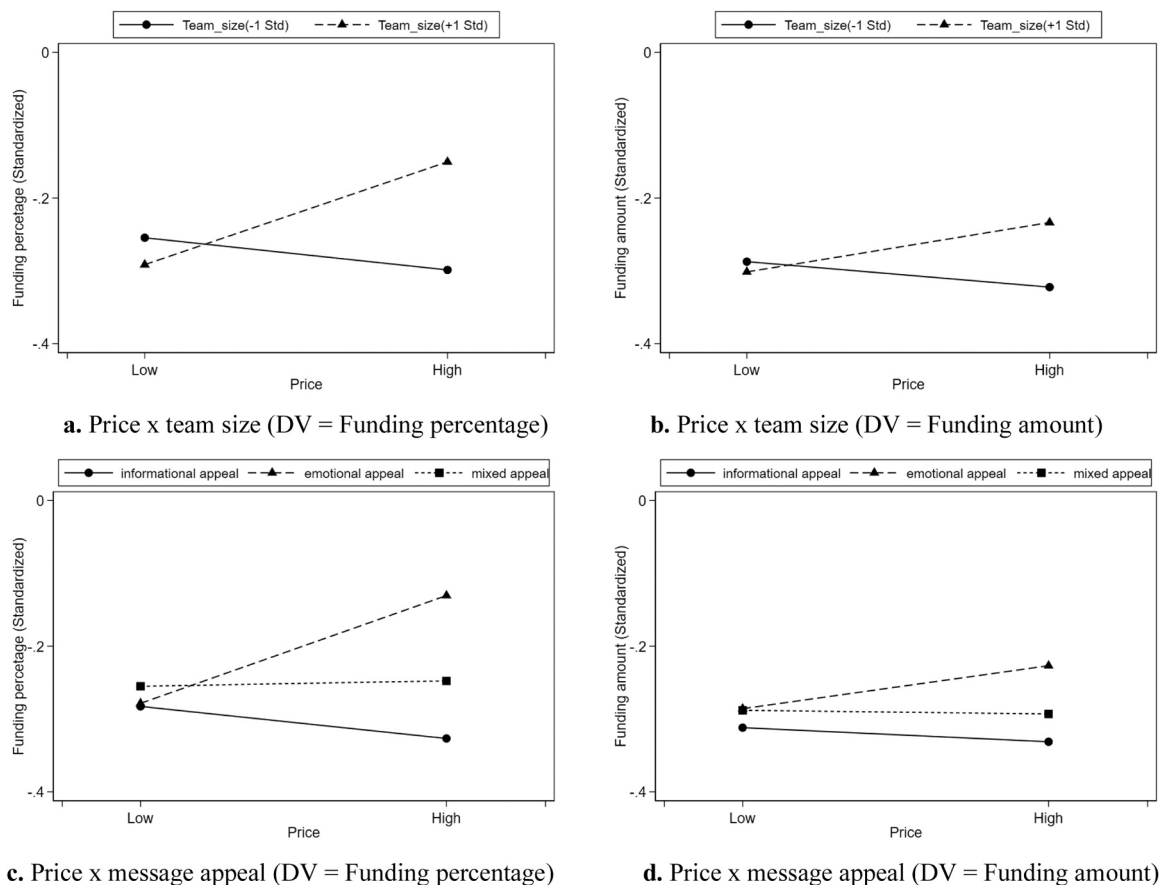 Team_size(-1 Std) Team_size(+1 Std)
Funding percetage (Standardized)
0
-.2
-.4
Low High
Price
a. Price x team size (DV = Funding percentage)
Team_size(-1 Std) Team_size(+1 Std)
Funding amount (Standardized)
0
-.2
-.4
Low High
Price
b. Price x team size (DV = Funding amount)
informational appeal emotional appeal mixed appeal
Funding percetage (Standardized)
0
-.2
-.4
Low High
Price
c. Price x message appeal (DV = Funding percentage)
informational appeal emotional appeal mixed appeal
Funding amount (Standardized)
0
-.2
-.4
Low High
Price
d. Price x message appeal (DV = Funding amount)